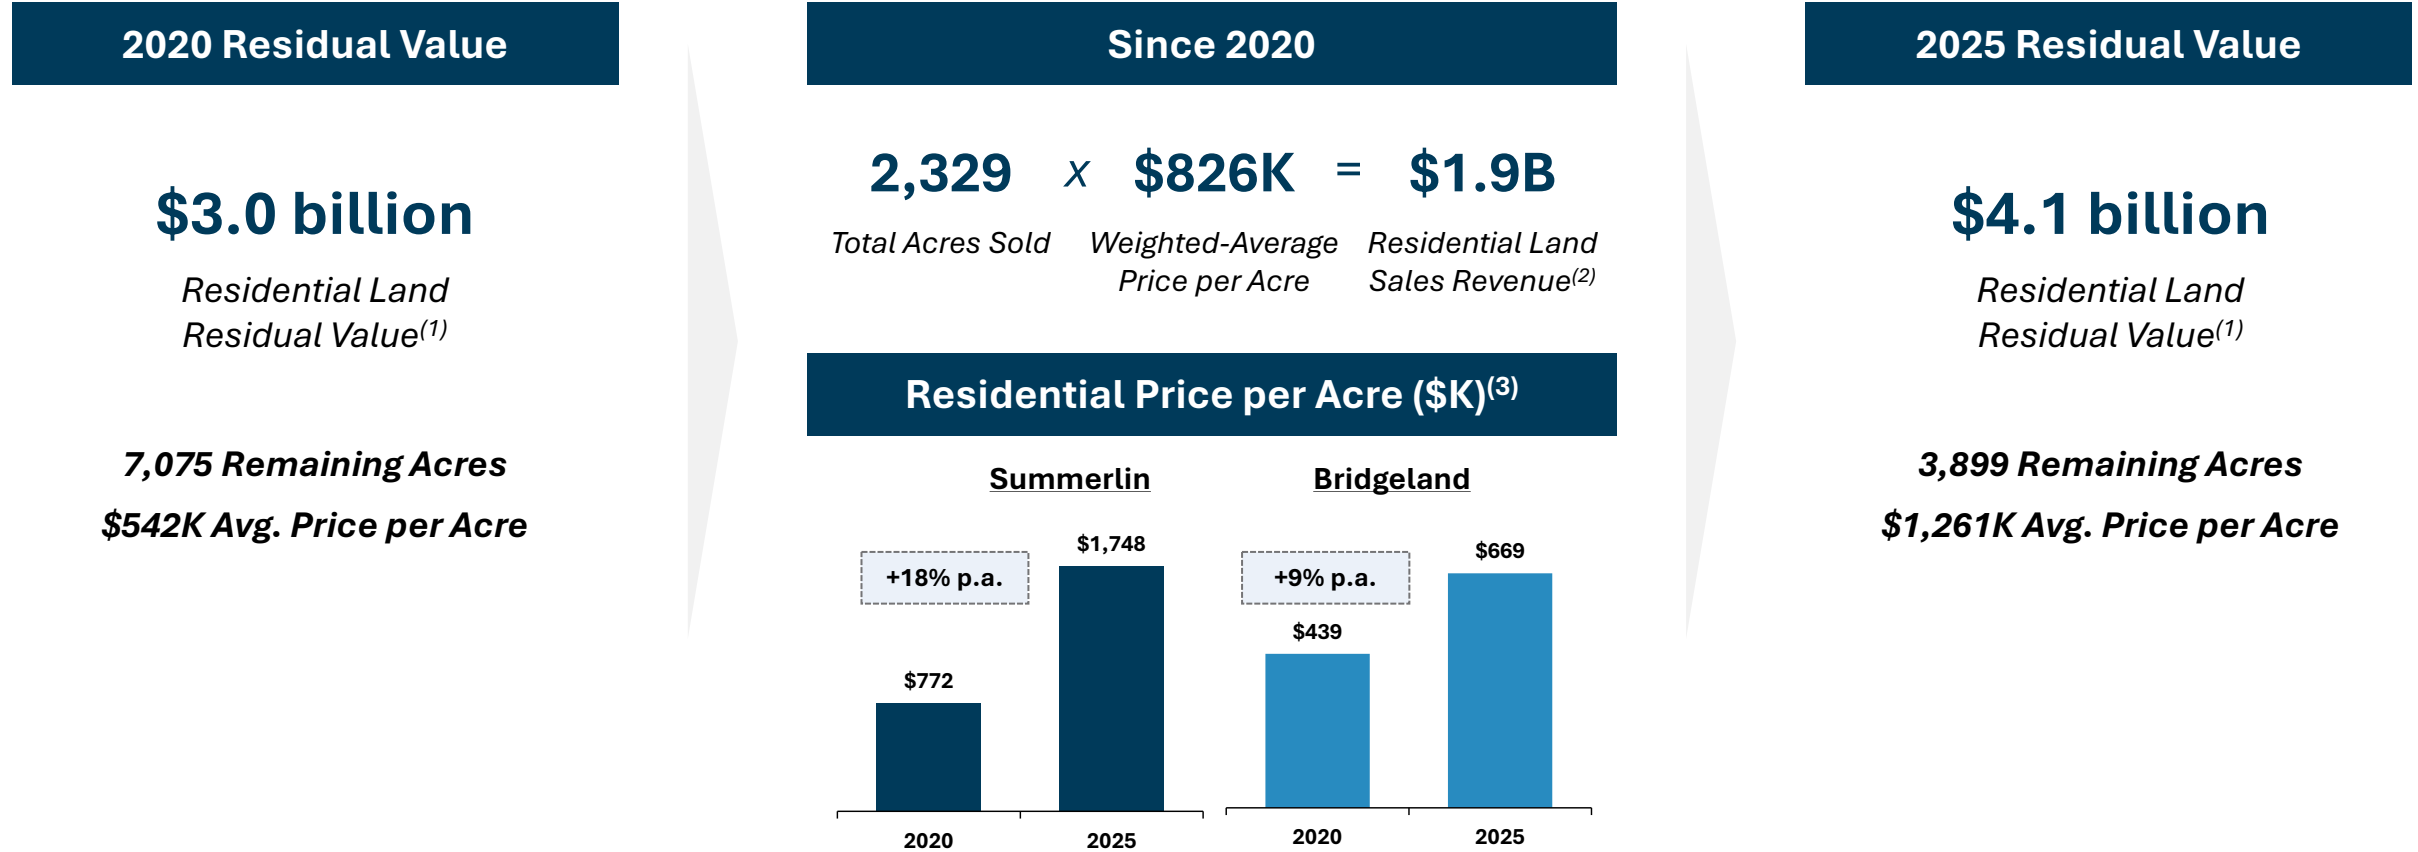 2020 Residual Value
$3.0 billion
Residential Land
Residual Value(1)
7,075 Remaining Acres
$542K Avg. Price per Acre
Since 2020
2,329 x $826K = $1.9B
Total Acres Sold
Weighted-Average
Price per Acre
Residential Land
Sales Revenue(2)
Residential Price per Acre ($K)(3)
Summerlin
+18% p.a.
$772
$1,748
2020
2025
Bridgeland
+9% p.a.
$439
$669
2020
2025
2025 Residual Value
$4.1 billion
Residential Land
Residual Value(1)
3,899 Remaining Acres
$1,261K Avg. Price per Acre